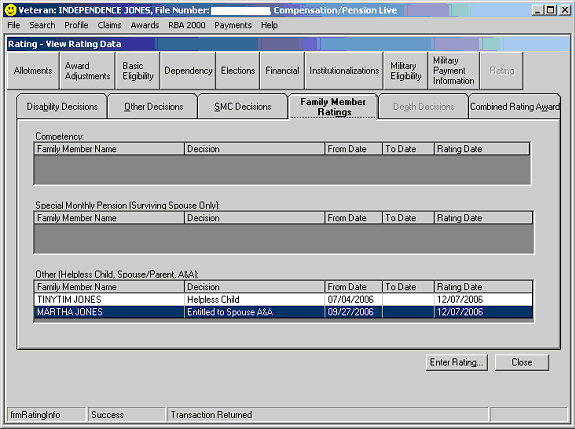 Veteran: INDEPENDENCE JONES, File Number: , Compensation/Pension Live
File Search Profile Claims Awards RBA 2000 Payments Help
Rating - View Rating Data
Allotments Award Adjustments Basic Eligibility Dependency Elections Financial Institutionalizations Military Eligibility Military Payment Information Rating
Disability Decisions Other Decisions SMC Decisions Family Member Ratings Death Decisions Combined Rating Award
Competency:
Family Member Name Decision From Date To Date Rating Date
Special Monthly Pension (Surviving Spouse Only):
Family Member Name Decision From Date To Date Rating Date
Other (Helpless Child, Spouse/Parent, A&A):
Family Member Name Decision From Date To Date Rating Date
TINYTIM JONES Helpless Child 07/04/2006 12/07/2006
MARTHA JONES Entitled to Spouse A&A 09/27/2006 12/07/2006
Enter Rating... Close
frmRatingInfo Success Transaction Returned